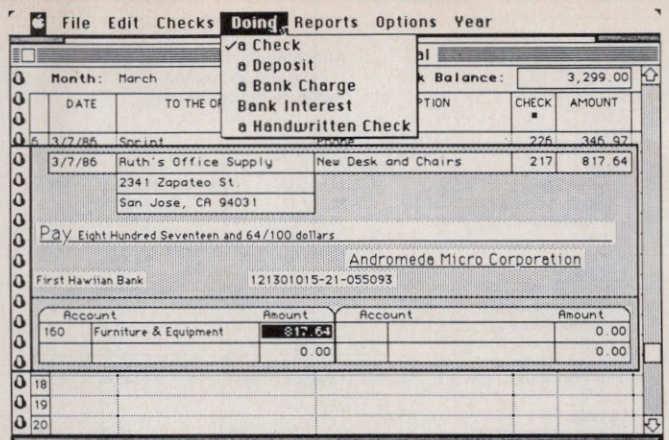 File Edit Checks Doing Reports Options Year
✓a Check
a Deposit
a Bank Charge
Bank Interest
a Handwritten Check
al
Month: March k Balance: 3,299.00
DATE TO THE OR PTION CHECK AMOUNT
6 3/7/86 Sprint Phone 226 346.97
3/7/86 Ruth's Office Supply New Desk and Chairs 217 817.64
2341 Zapateo St.
San Jose, CA 94031
Pay Eight Hundred Seventeen and 64/100 dollars
Andromeda Micro Corporation
First Hawiian Bank 121301015-21-055093
Account Amount Account Amount
160 Furniture & Equipment 817.64 0.00
0.00 0.00
18
19
20